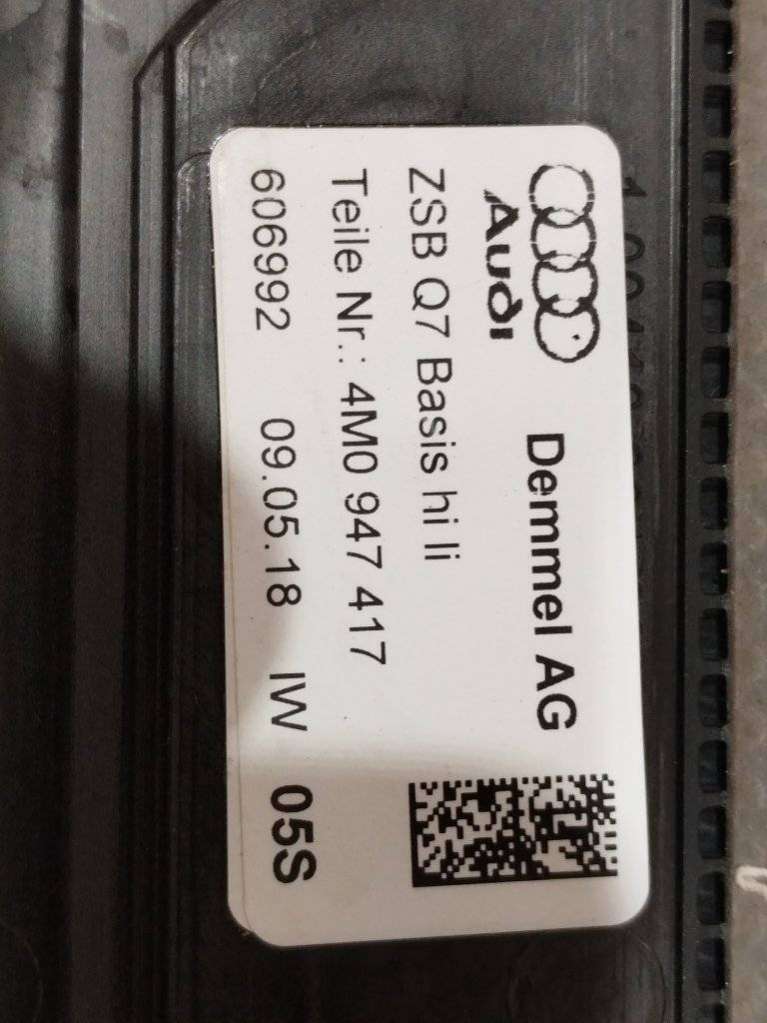 Audi
Demmel AG
ZSB Q7 Basis hi li
Teile Nr.: 4M0 947 417
606992 09.05.18 IW 05S